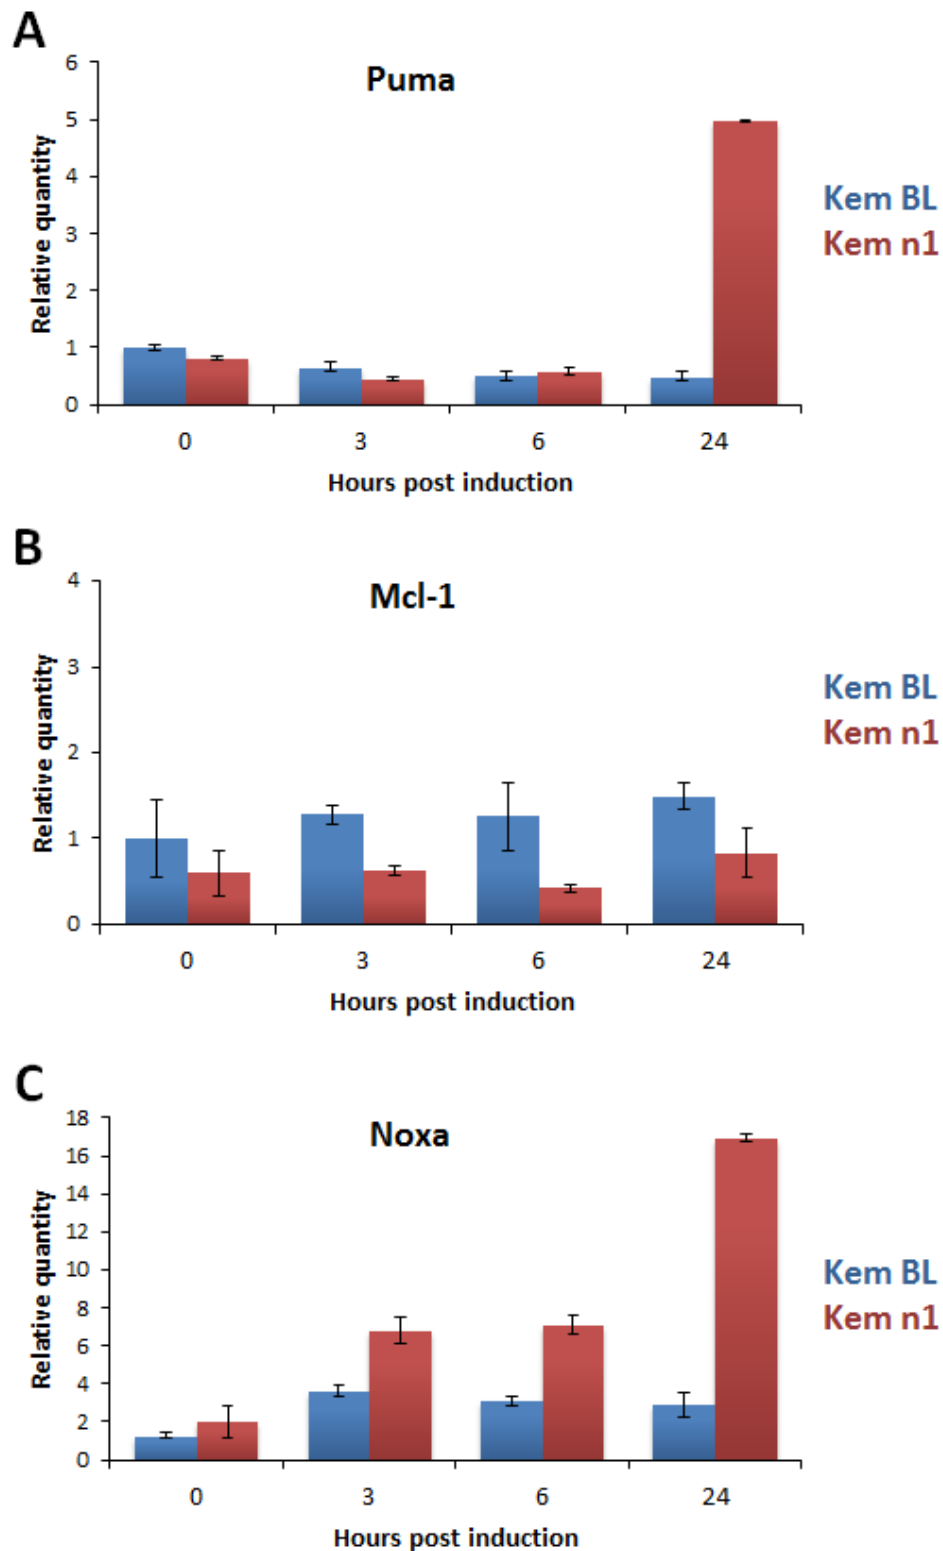 A
Puma
Relative quantity
6
5
4
3
2
1
0
0 3 6 24
Hours post induction
Kem BL
Kem n1
B
Mcl-1
Relative quantity
4
3
2
1
0
0 3 6 24
Hours post induction
Kem BL
Kem n1
C
Noxa
Relative quantity
18
16
14
12
10
8
6
4
2
0
0 3 6 24
Hours post induction
Kem BL
Kem n1